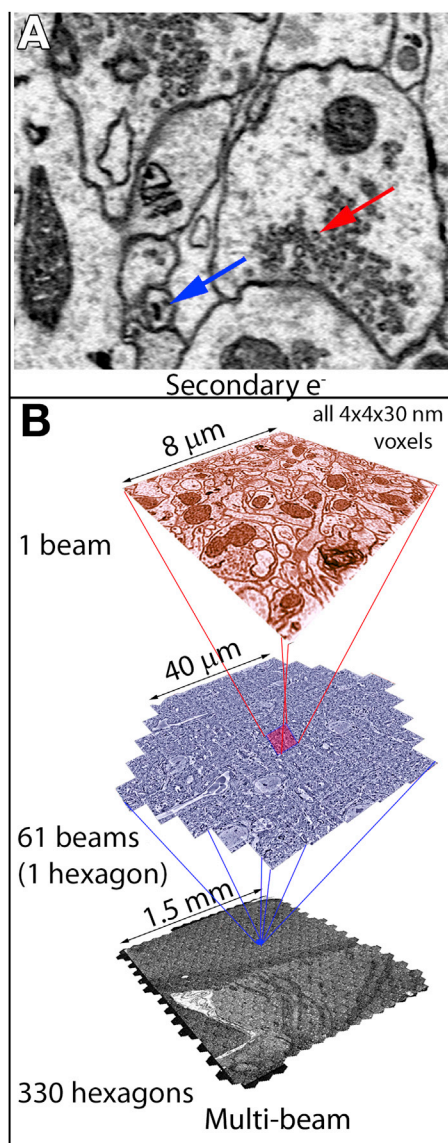 A
Secondary e⁻
B
all 4x4x30 nm
voxels
8 μm
1 beam
40 μm
61 beams
(1 hexagon)
1.5 mm
330 hexagons
Multi-beam